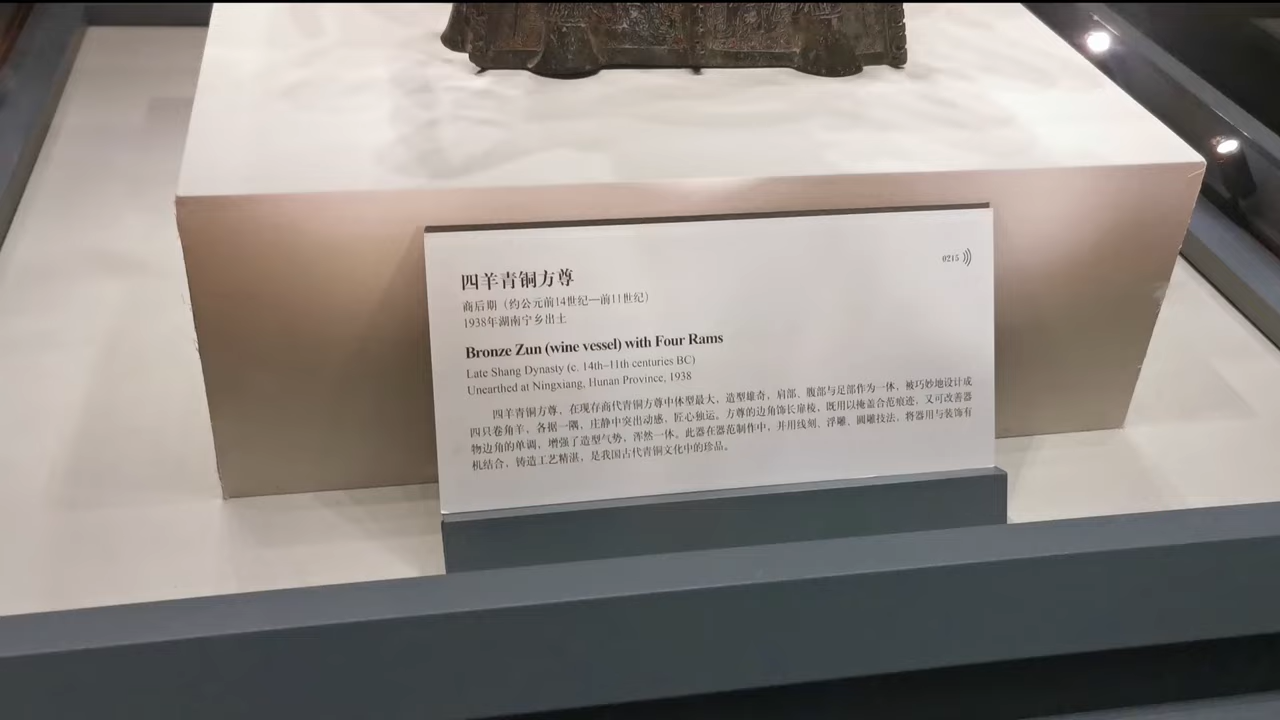 0215
四羊青铜方尊
商后期（约公元前14世纪—前11世纪）
1938年湖南宁乡出土
Bronze Zun (wine vessel) with Four Rams
Late Shang Dynasty (c. 14th–11th centuries BC)
Unearthed at Ningxiang, Hunan Province, 1938
四羊青铜方尊，在现存商代青铜方尊中体型最大，造型雄奇，肩部、腹部与足部作为一体，被巧妙地设计成
四只卷角羊，各据一隅，庄静中突出动感，匠心独运。方尊的边角饰长扉棱，既用以掩盖合范痕迹，又可改善器
物边角的单调，增强了造型气势，浑然一体。此器在器范制作中，并用线刻、浮雕、圆雕技法，将器用与装饰有
机结合，铸造工艺精湛，是我国古代青铜文化中的珍品。